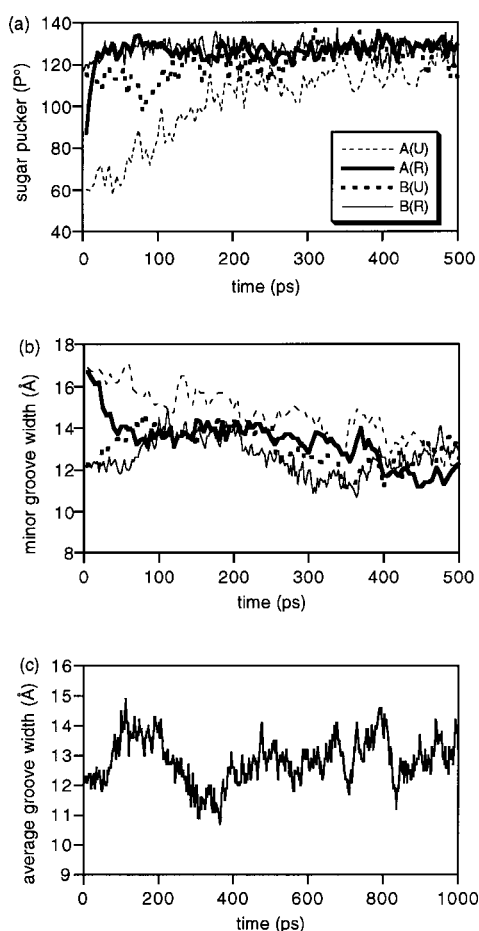 (a)
140
120
100
80
60
40
sugar pucker (P°)
A(U)
A(R)
B(U)
B(R)
0 100 200 300 400 500
time (ps)
(b)
18
16
14
12
10
8
minor groove width (Å)
0 100 200 300 400 500
time (ps)
(c)
16
15
14
13
12
11
10
9
average groove width (Å)
0 200 400 600 800 1000
time (ps)